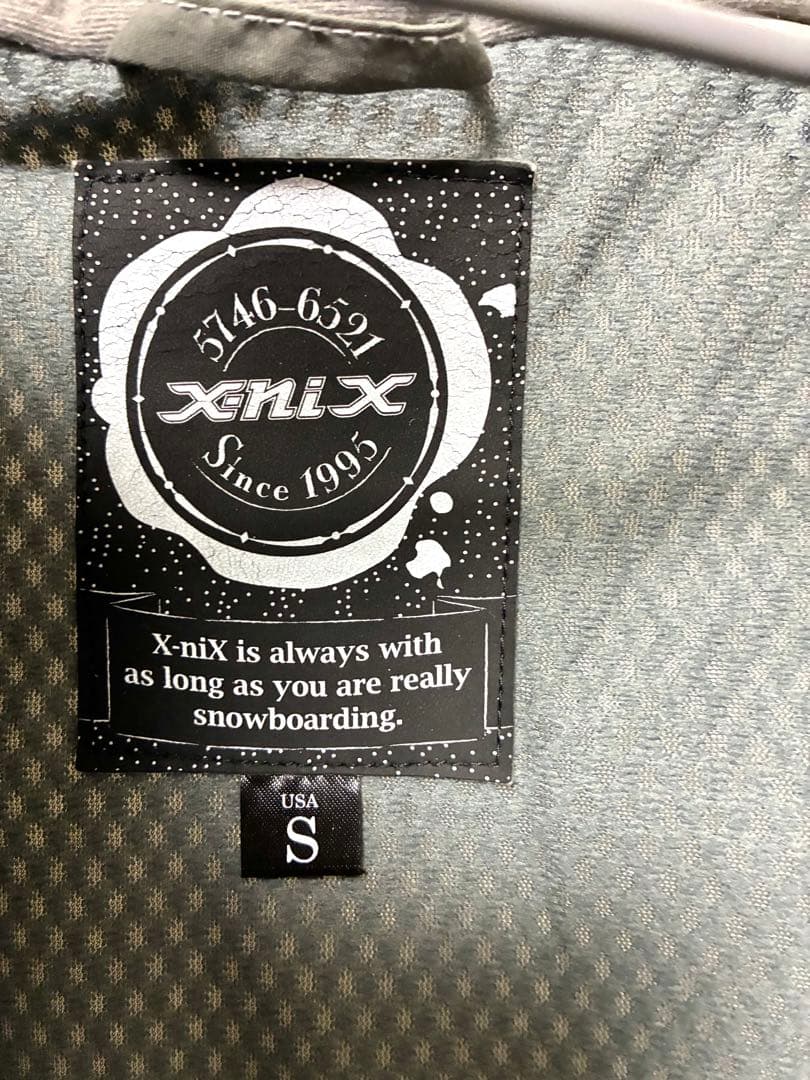 5746-6521
X-niX
Since 1995
X-niX is always with
as long as you are really
snowboarding.
USA
S